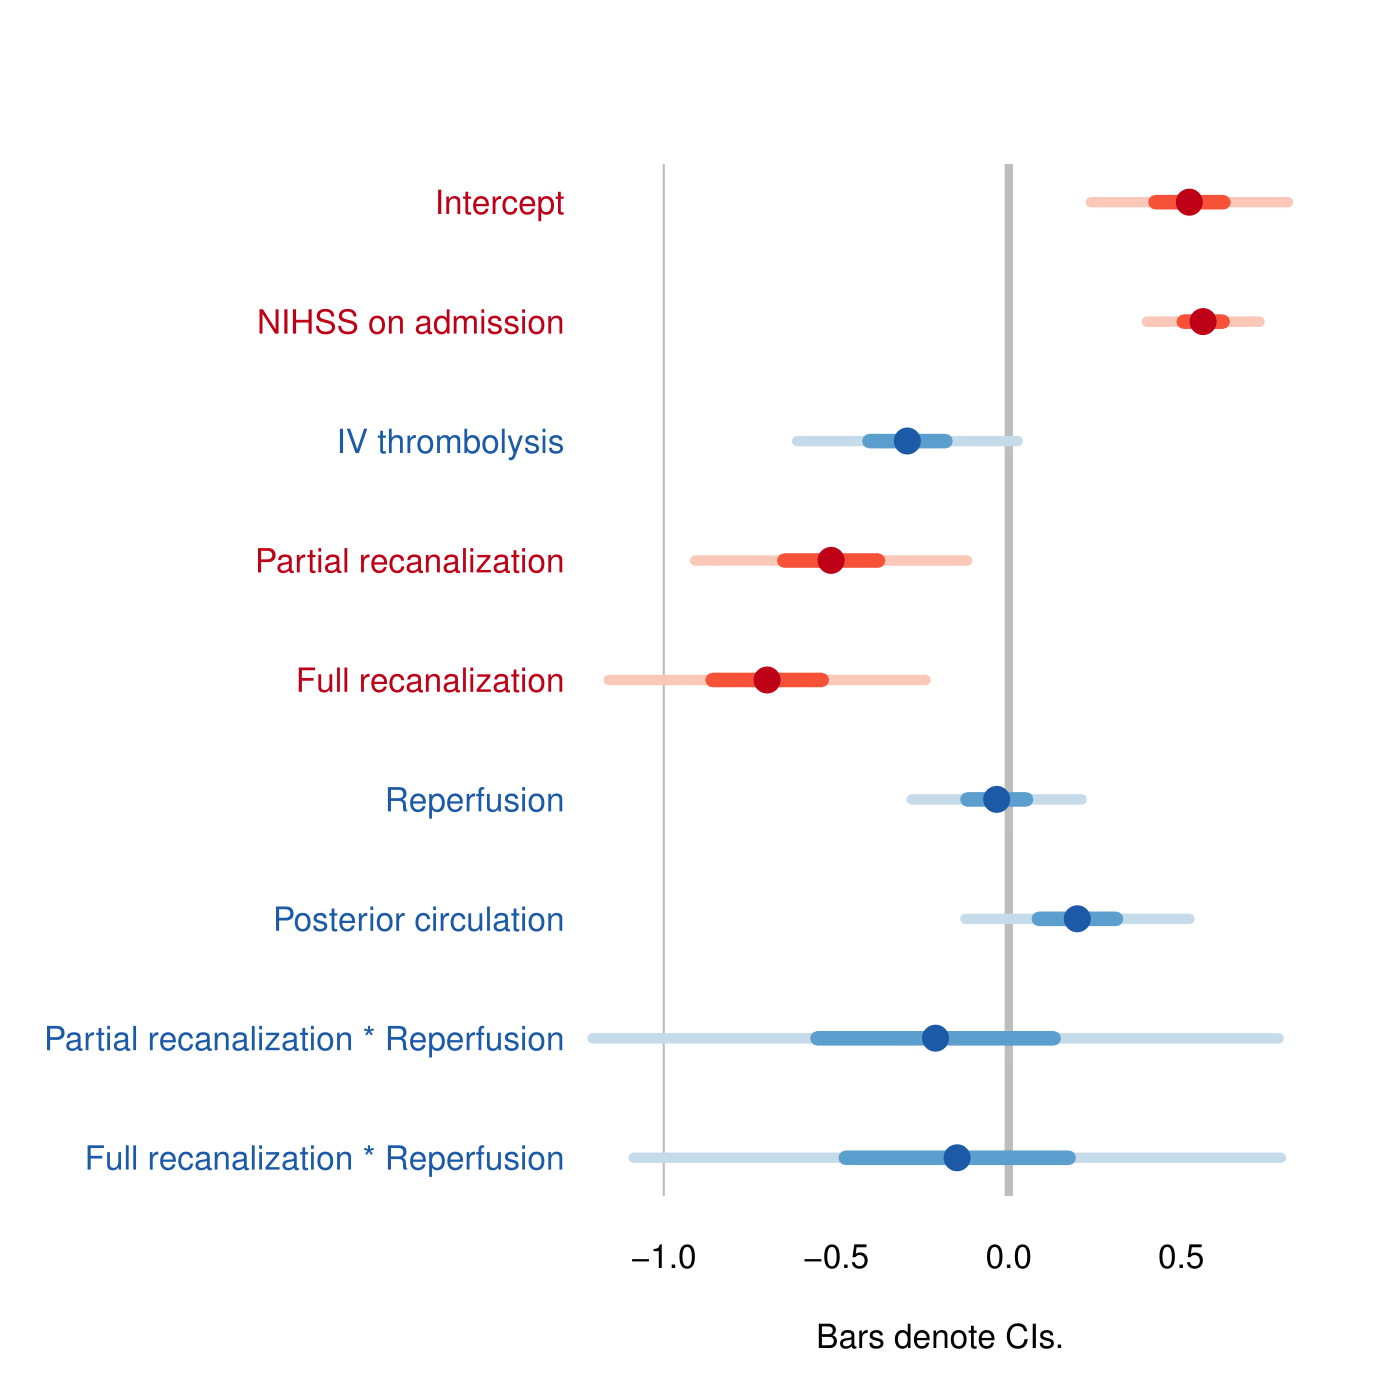 Intercept
NIHSS on admission
IV thrombolysis
Partial recanalization
Full recanalization
Reperfusion
Posterior circulation
Partial recanalization * Reperfusion
Full recanalization * Reperfusion
−1.0 −0.5 0.0 0.5
Bars denote CIs.